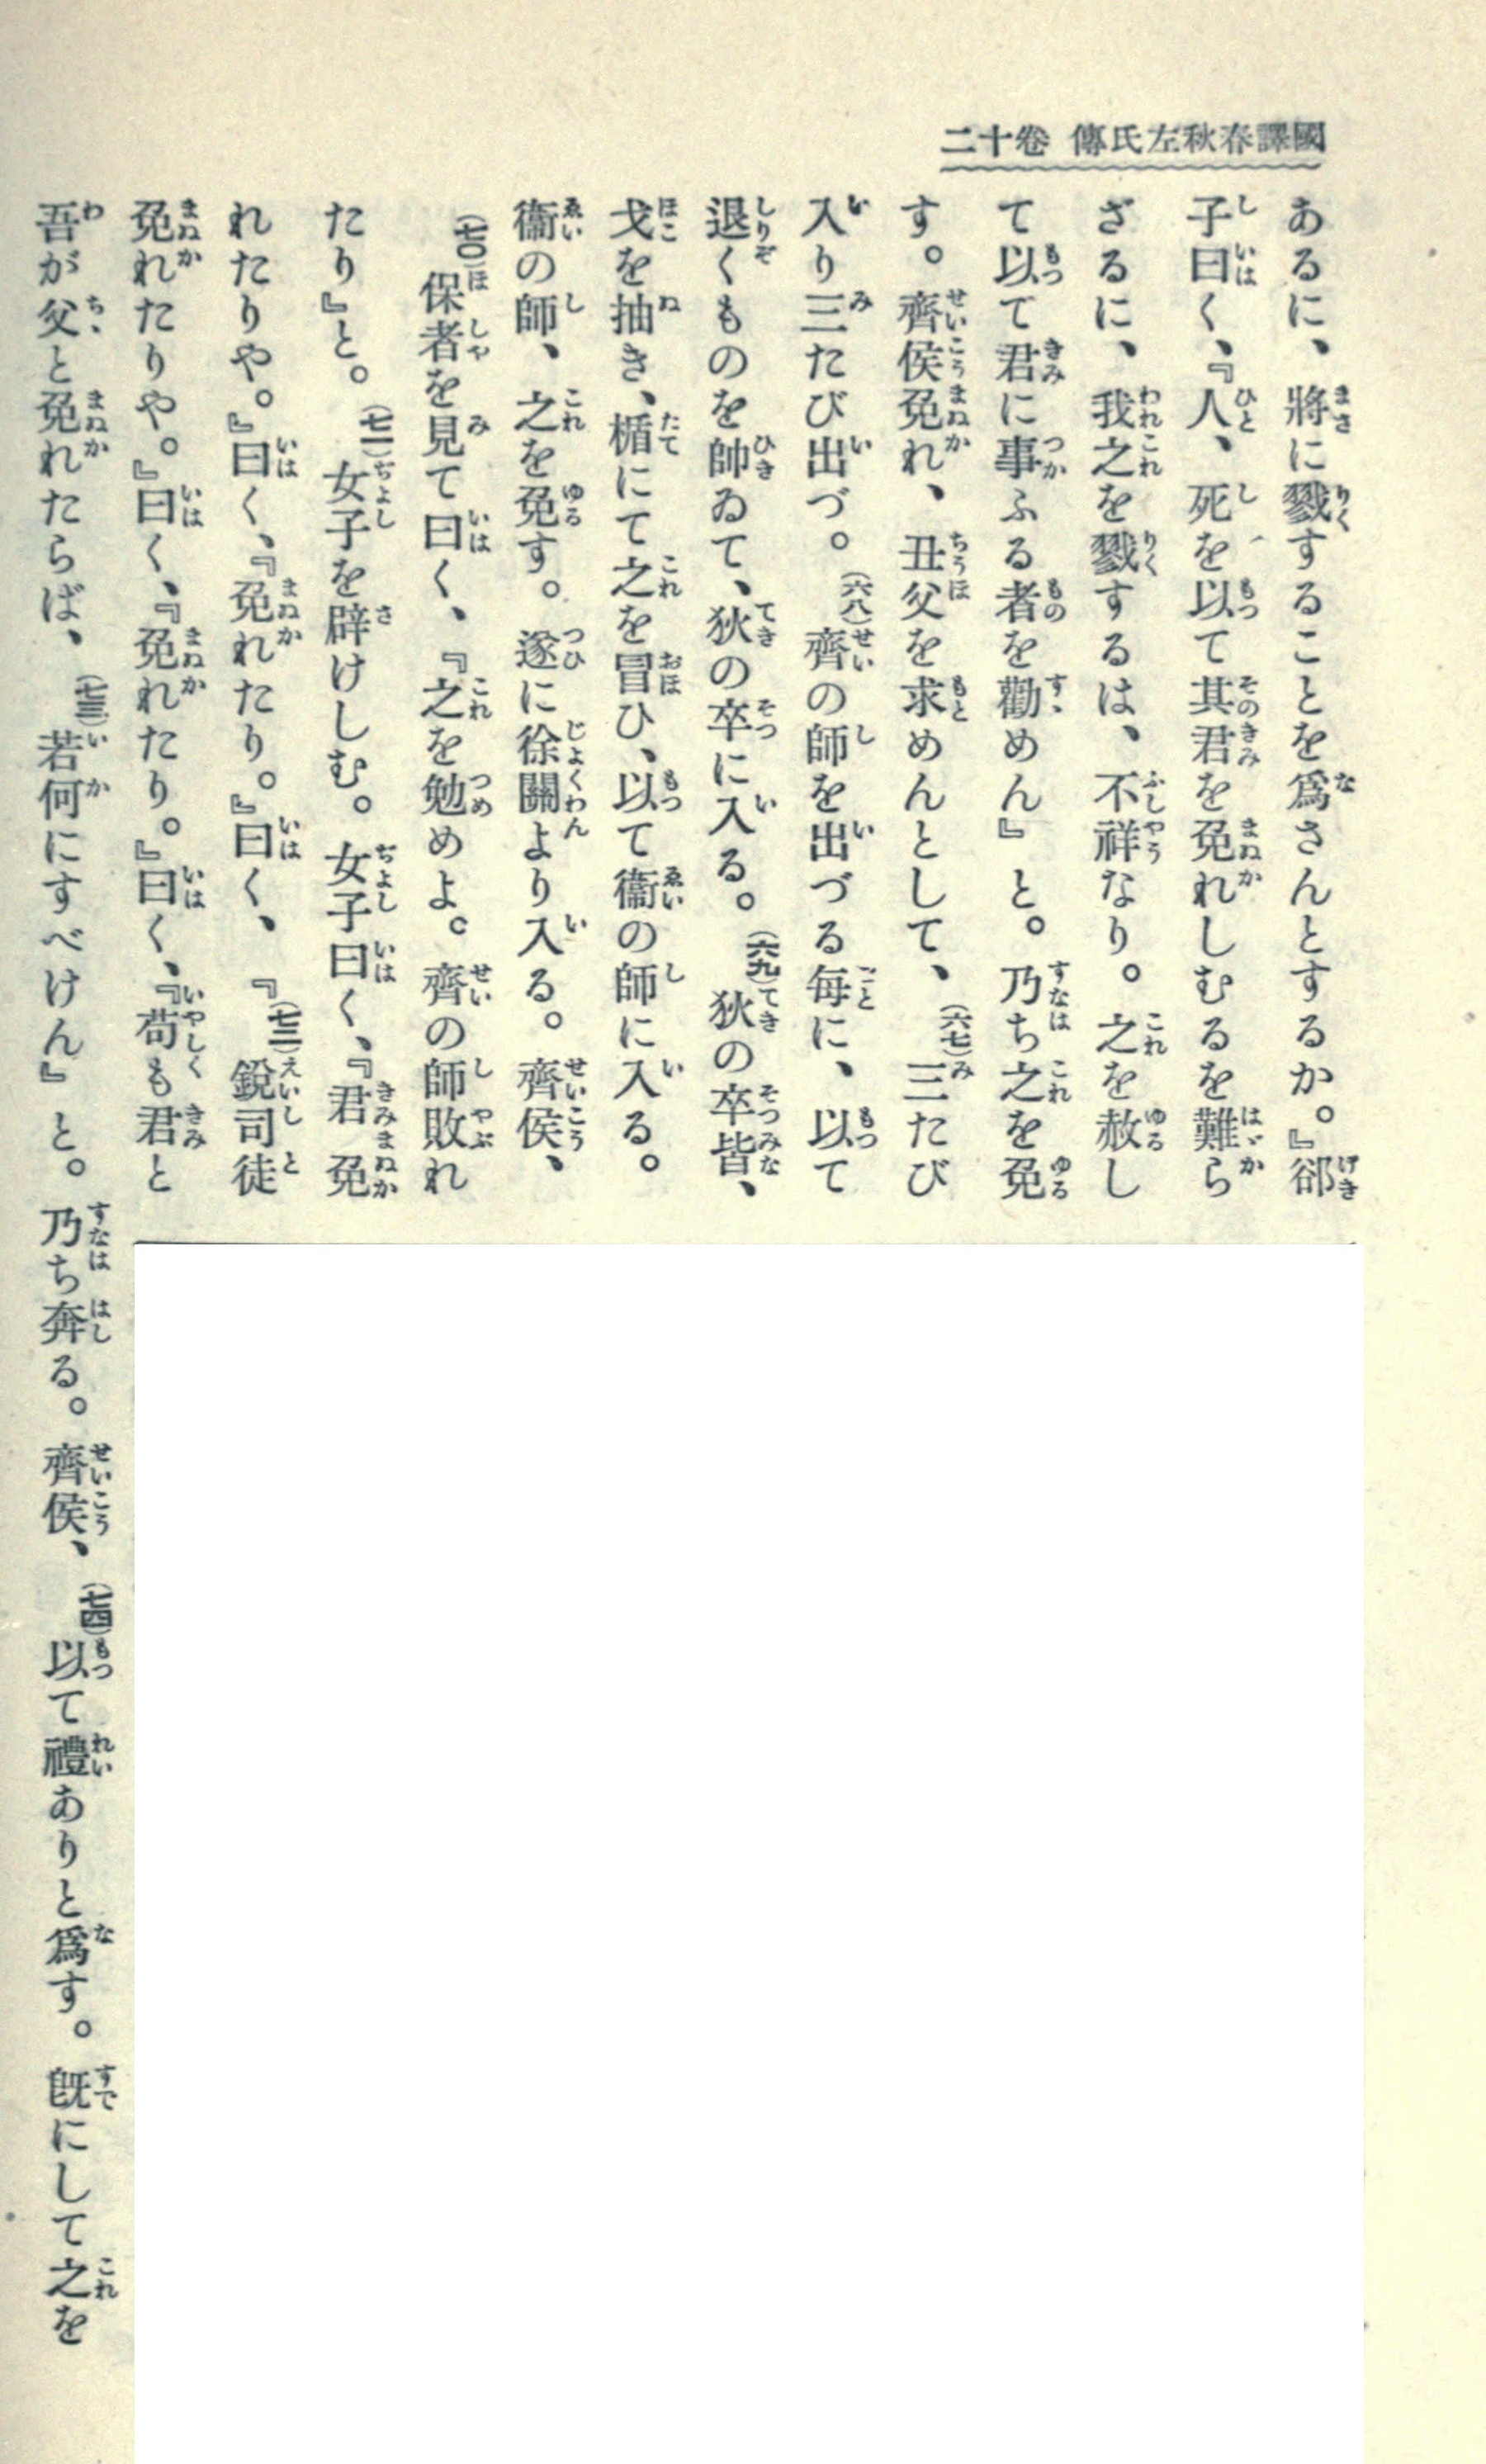 國譯春秋左氏傳 卷十二
あるに、將に戮することを爲さんとするか。』郤
子曰く、『人、死を以て其君を免れしむるを難ら
ざるに、我之を戮するは、不祥なり。之を赦し
て以て君に事ふる者を勸めん』と。乃ち之を免
す。齊侯免れ、丑父を求めんとして、(六七)三たび
入り三たび出づ。(六八)齊の師を出づる每に、以て
退くものを帥ゐて、狄の卒に入る。(六九)狄の卒皆、
戈を抽き、楯にて之を冒ひ、以て衞の師に入る。
衞の師、之を免す。遂に徐關より入る。齊侯、
(七〇)保者を見て曰く、『之を勉めよ。齊の師敗れ
たり』と。(七一)女子を辟けしむ。女子曰く、『君免
れたりや。』曰く、『免れたり。』曰く、『(七二)銳司徒
免れたりや。』曰く、『免れたり。』曰く、『苟も君と
吾が父と免れたらば、(七三)若何にすべけん』と。乃ち奔る。齊侯、(七四)以て禮ありと爲す。旣にして之を